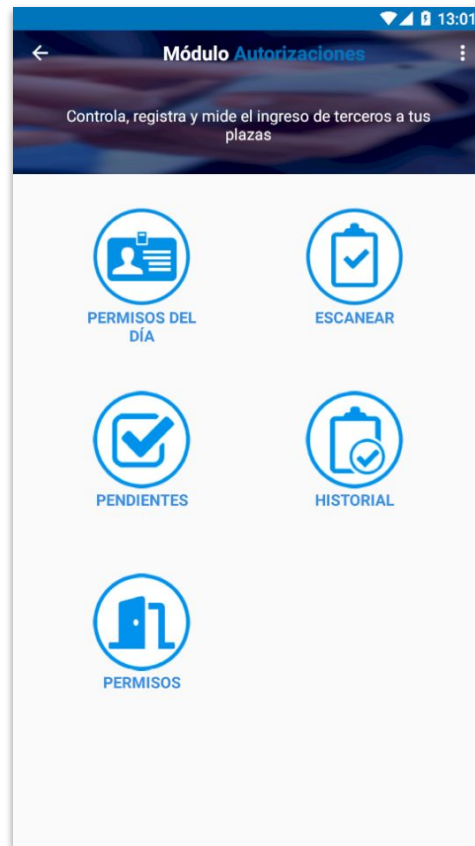 13:01
Módulo Autorizaciones
Controla, registra y mide el ingreso de terceros a tus
plazas
PERMISOS DEL
DÍA
ESCANEAR
PENDIENTES
HISTORIAL
PERMISOS